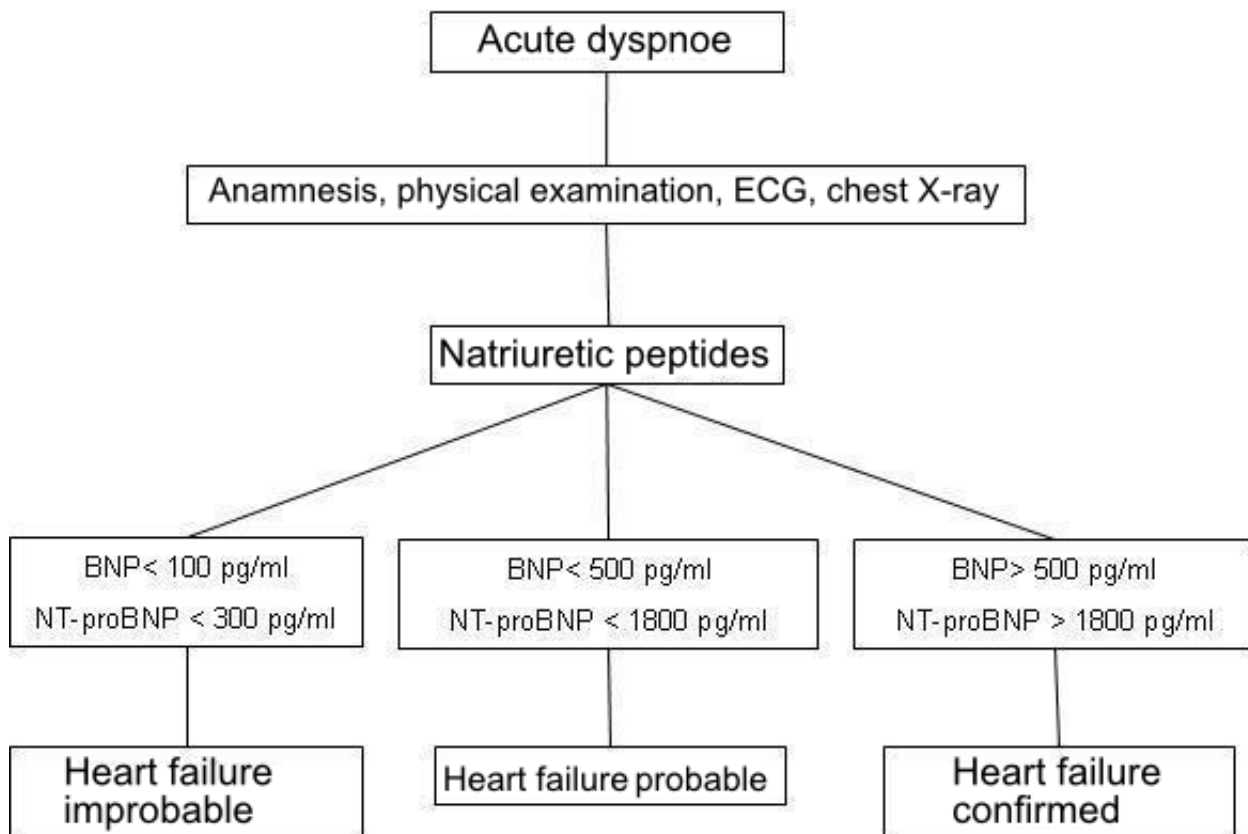 Acute dyspnoe
Anamnesis, physical examination, ECG, chest X-ray
Natriuretic peptides
BNP< 100 pg/ml
NT-proBNP < 300 pg/ml
BNP< 500 pg/ml
NT-proBNP < 1800 pg/ml
BNP> 500 pg/ml
NT-proBNP > 1800 pg/ml
Heart failure
improbable
Heart failure probable
Heart failure
confirmed